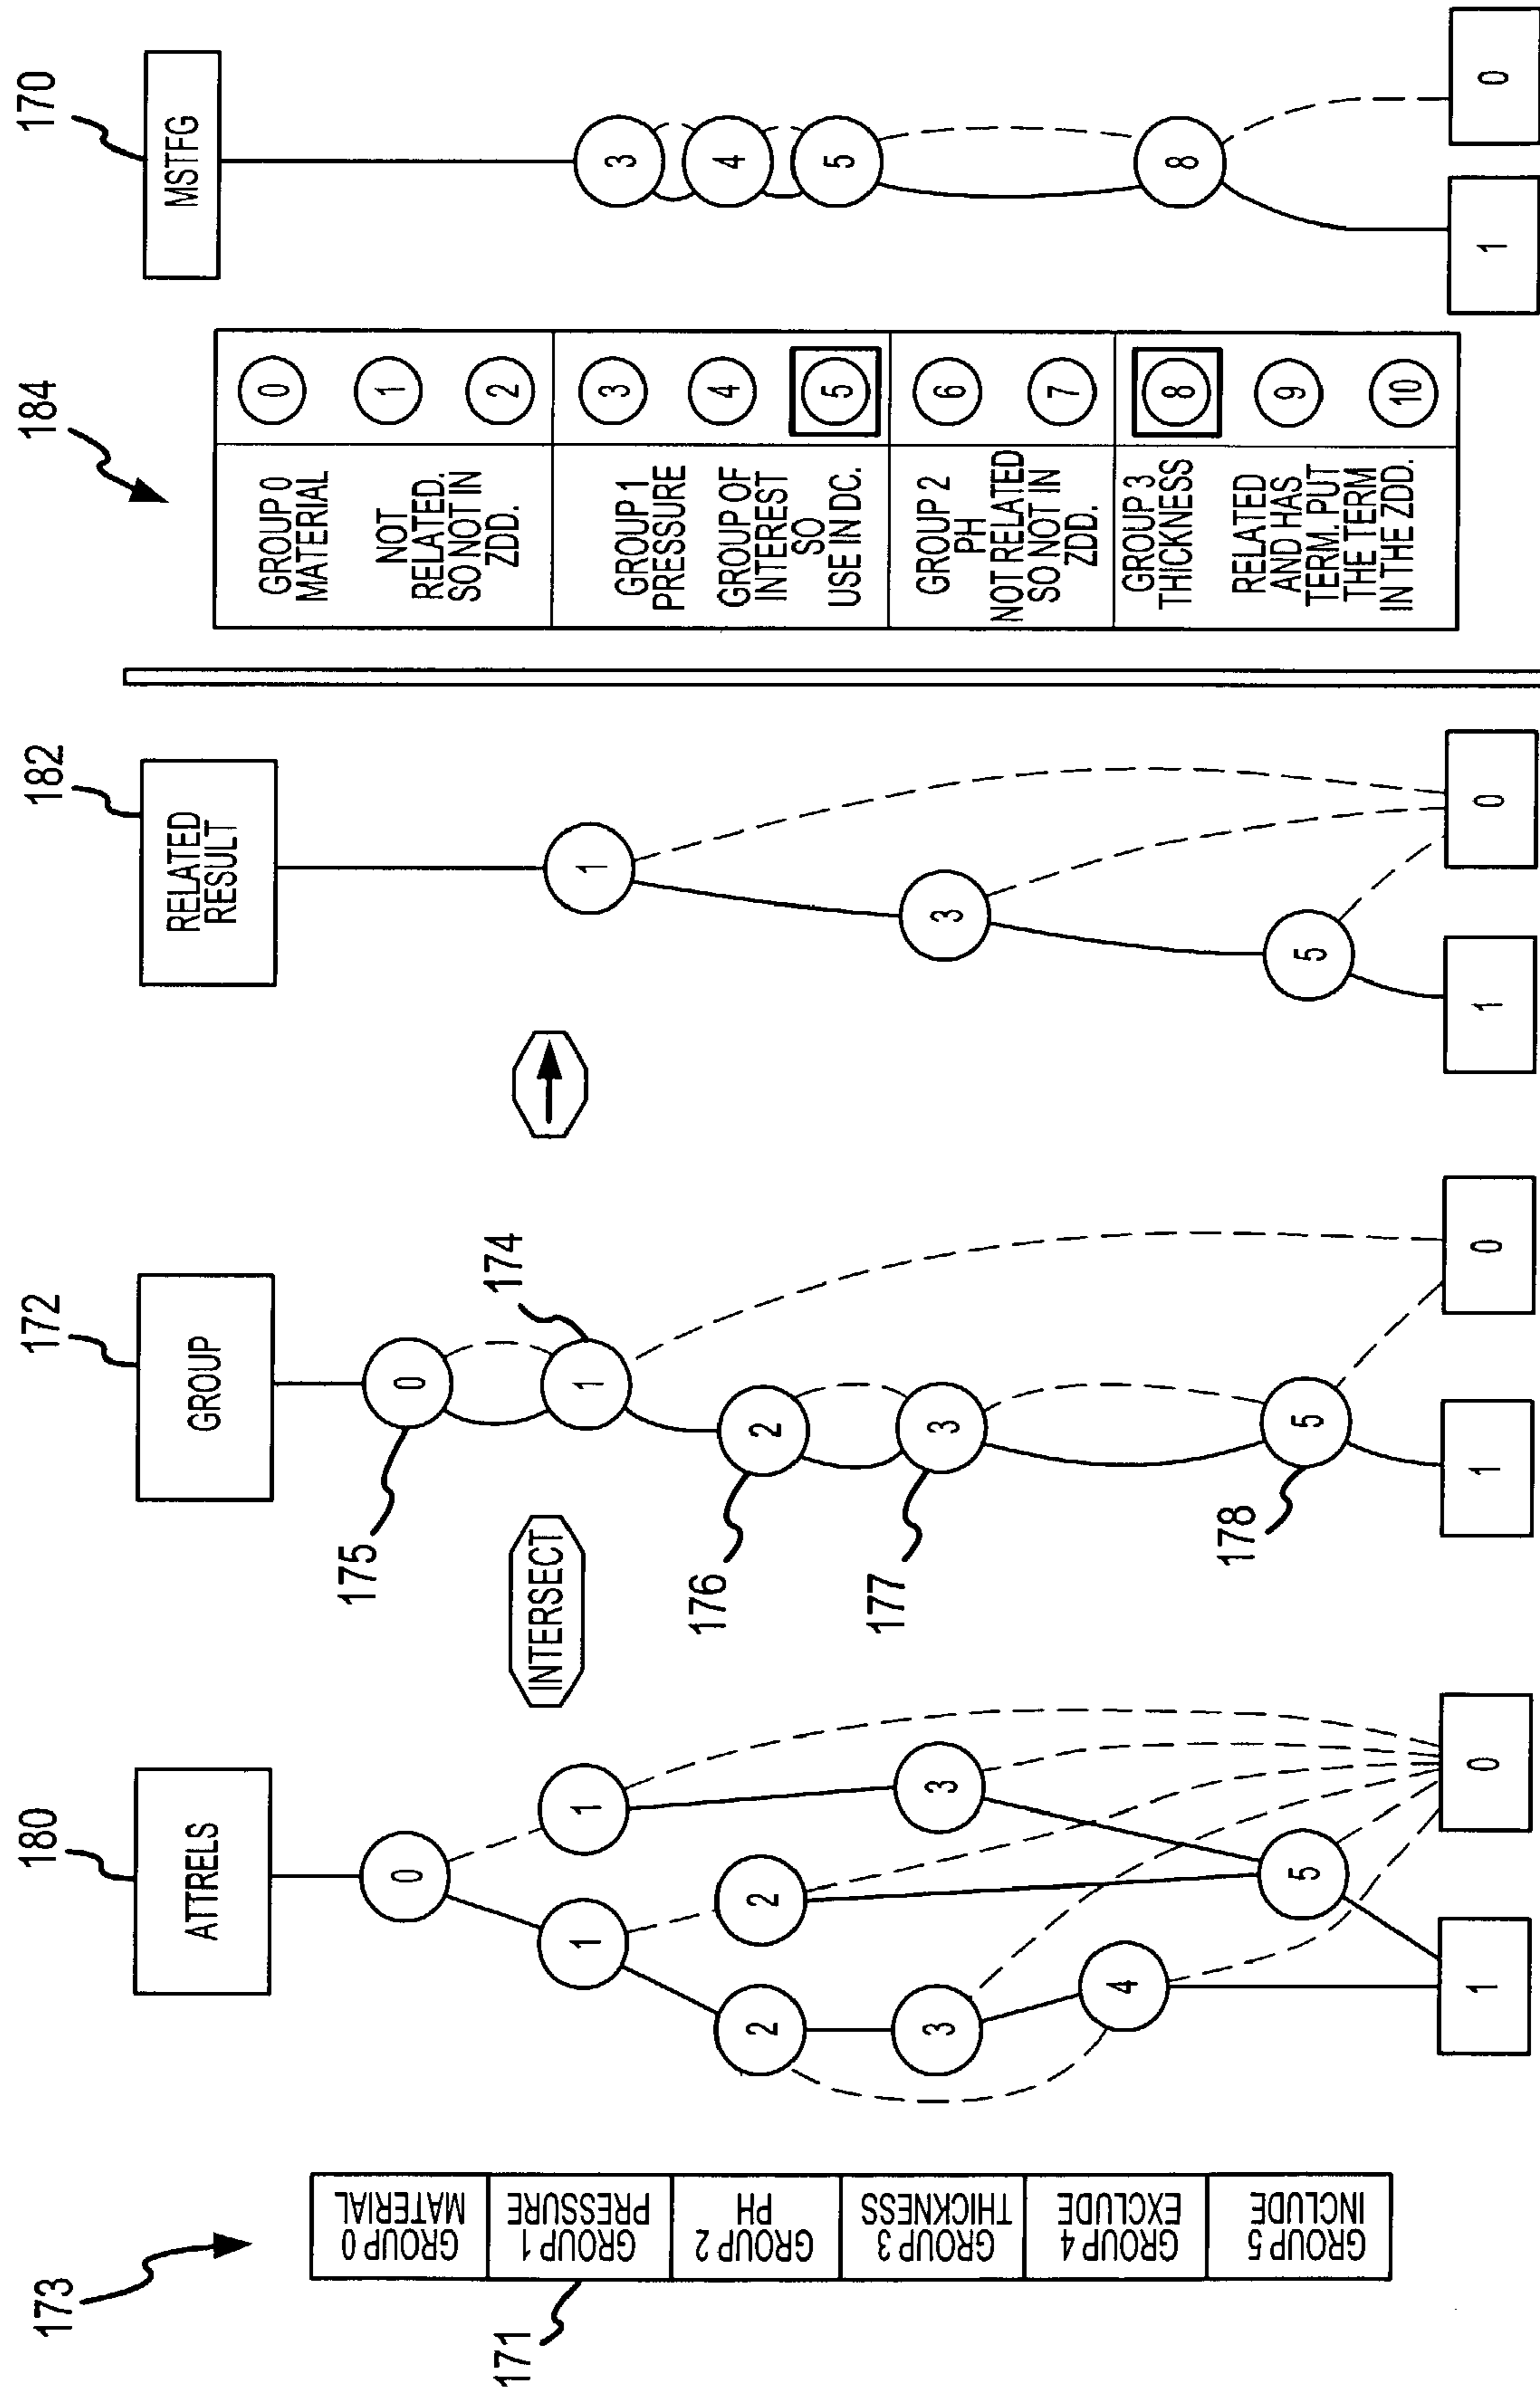 173
171
GROUP 0
MATERIAL
GROUP 1
PRESSURE
GROUP 2
PH
GROUP 3
THICKNESS
GROUP 4
EXCLUDE
GROUP 5
INCLUDE
180
ATTRELS
0
1
1
2
2
3
3
4
5
1
0
INTERSECT
172
GROUP
175
0
174
1
176
2
177
3
178
5
1
0
182
RELATED
RESULT
1
3
5
1
0
184
GROUP 0
MATERIAL
NOT
RELATED.
SO NOT IN
ZDD.
0
1
2
GROUP 1
PRESSURE
GROUP OF
INTEREST
SO
USE IN DC.
3
4
5
GROUP 2
PH
NOT RELATED
SO NOT IN
ZDD.
6
7
GROUP 3
THICKNESS
RELATED
AND HAS
TERM. PUT
THE TERM
IN THE ZDD.
8
9
10
170
MSTFG
3
4
5
8
1
0